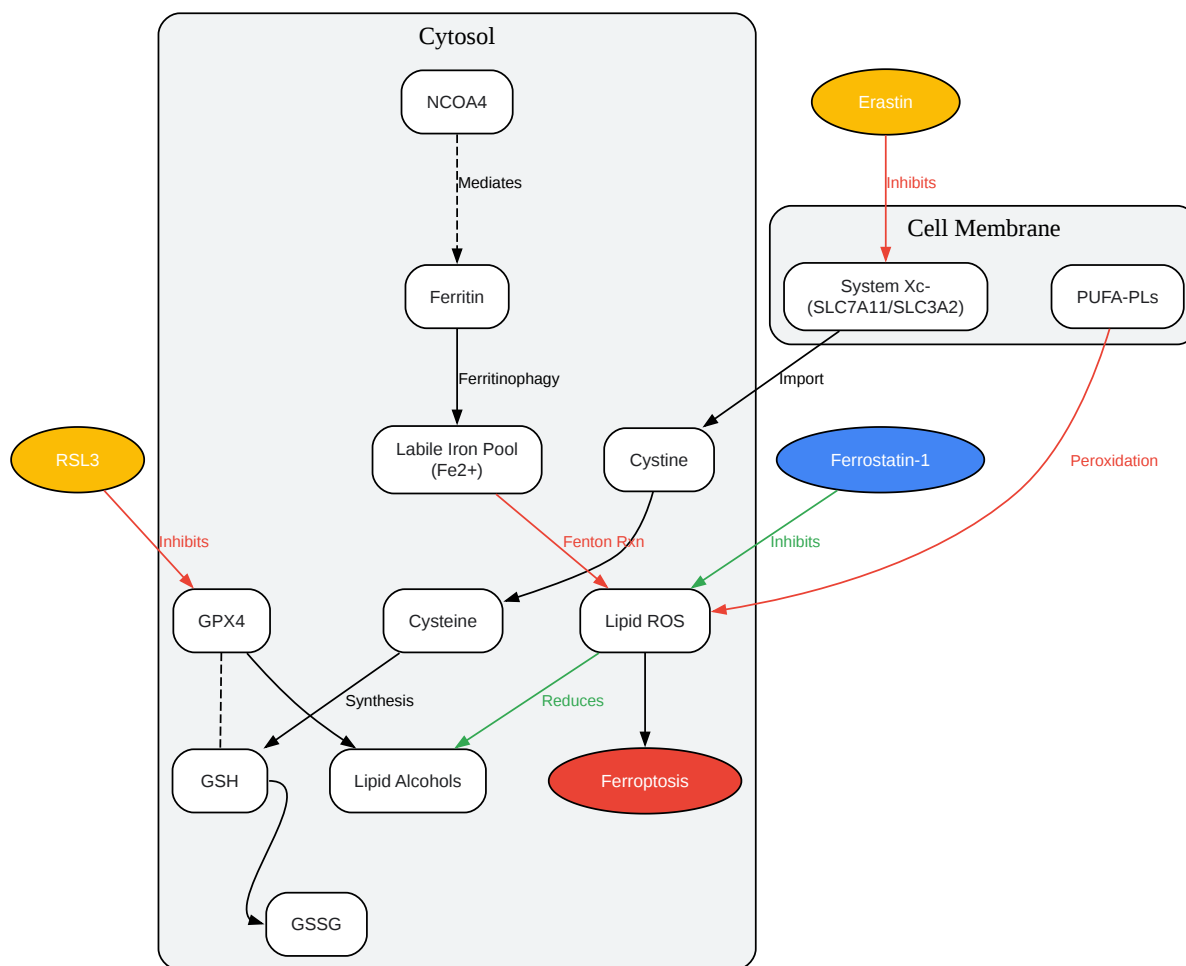 Cytosol
NCOA4
Erastin
Mediates
Inhibits
Cell Membrane
Ferritin
System Xc-
(SLC7A11/SLC3A2)
PUFA-PLs
Ferritinophagy
Import
RSL3
Labile Iron Pool
(Fe2+)
Cystine
Ferrostatin-1
Peroxidation
Inhibits
Fenton Rxn
Inhibits
GPX4
Cysteine
Lipid ROS
Synthesis
Reduces
GSH
Lipid Alcohols
Ferroptosis
GSSG